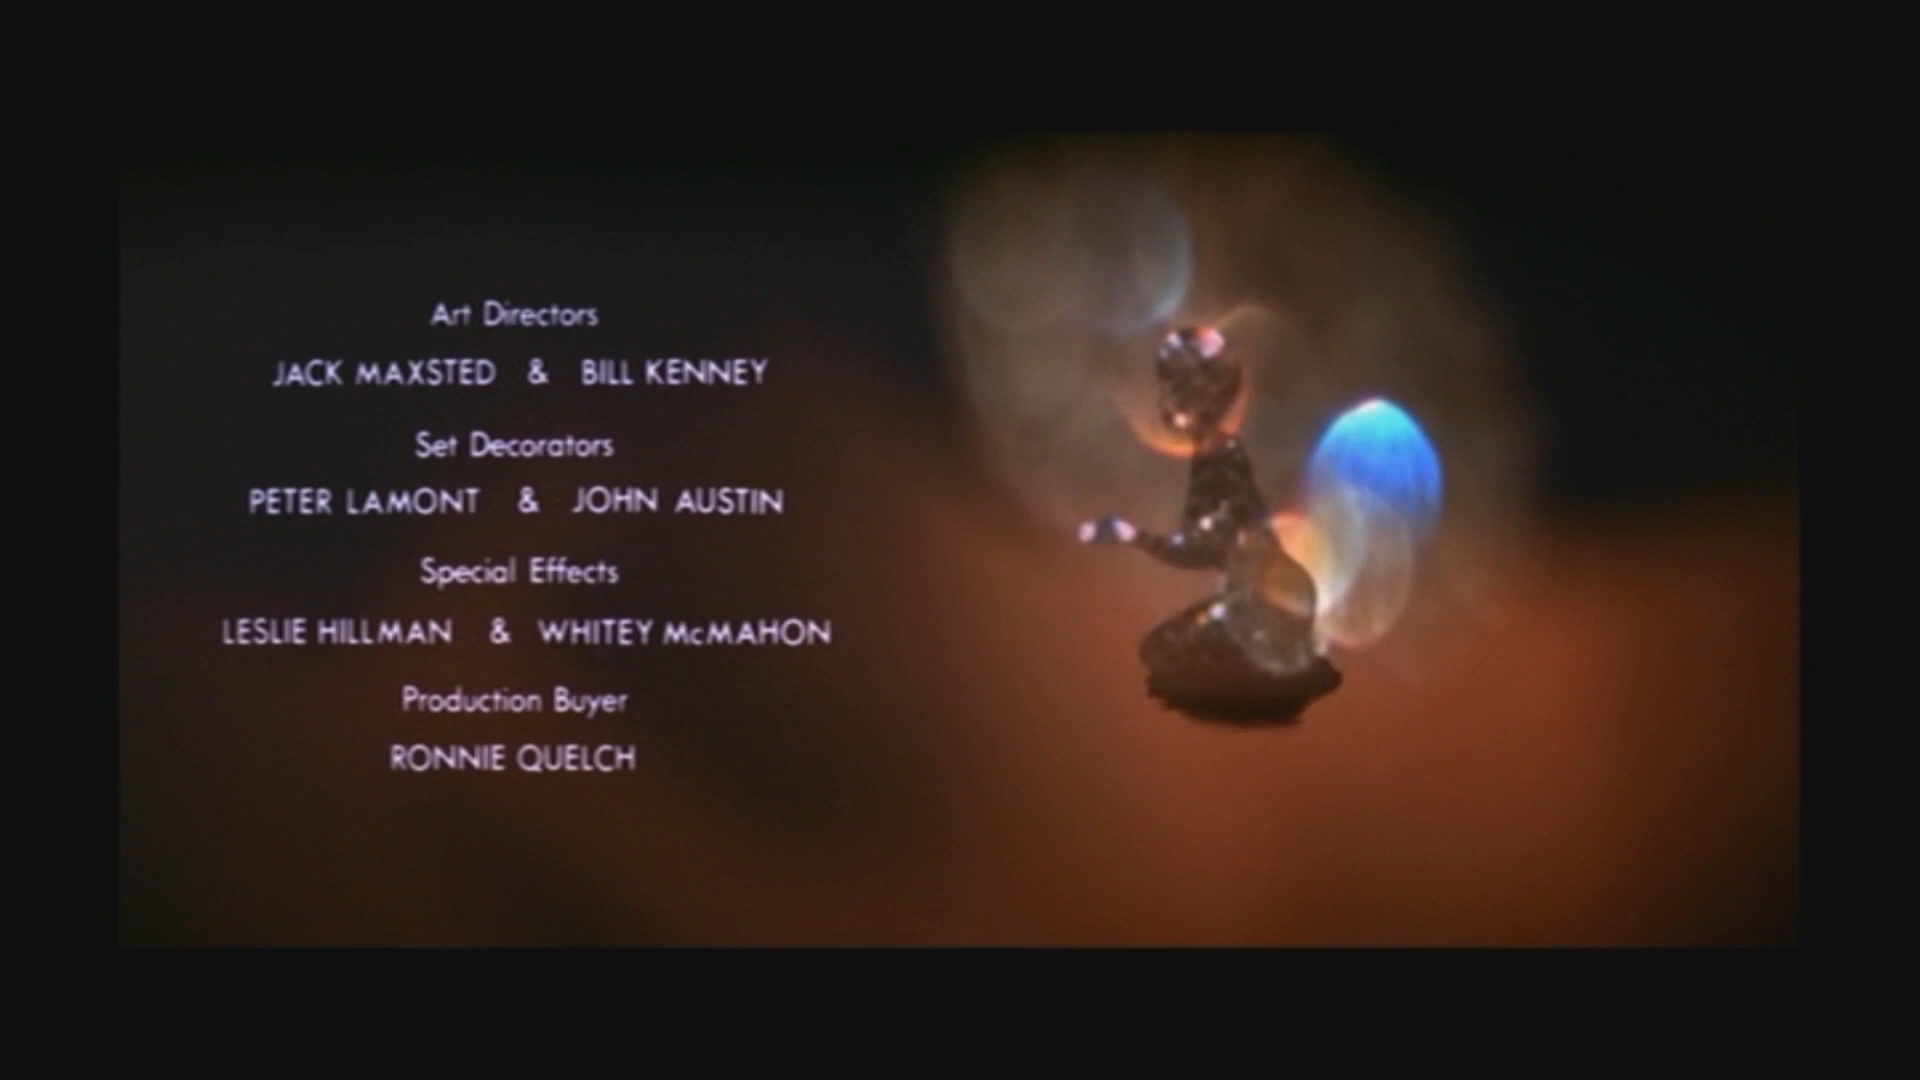 Art Directors
JACK MAXSTED & BILL KENNEY
Set Decorators
PETER LAMONT & JOHN AUSTIN
Special Effects
LESLIE HILLMAN & WHITEY McMAHON
Production Buyer
RONNIE QUELCH